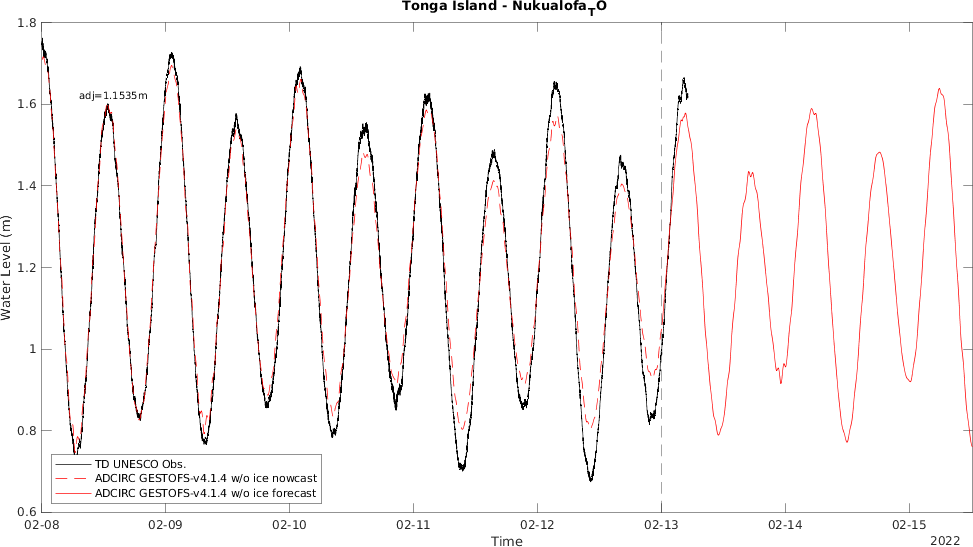 Tonga Island - NukualofaTO
1.8
adj=1.1535m
1.6
1.4
1.2
1
0.8
0.6
Water Level (m)
TD UNESCO Obs.
ADCIRC GESTOFS-v4.1.4 w/o ice nowcast
ADCIRC GESTOFS-v4.1.4 w/o ice forecast
02-08 02-09 02-10 02-11 02-12 02-13 02-14 02-15
Time
2022